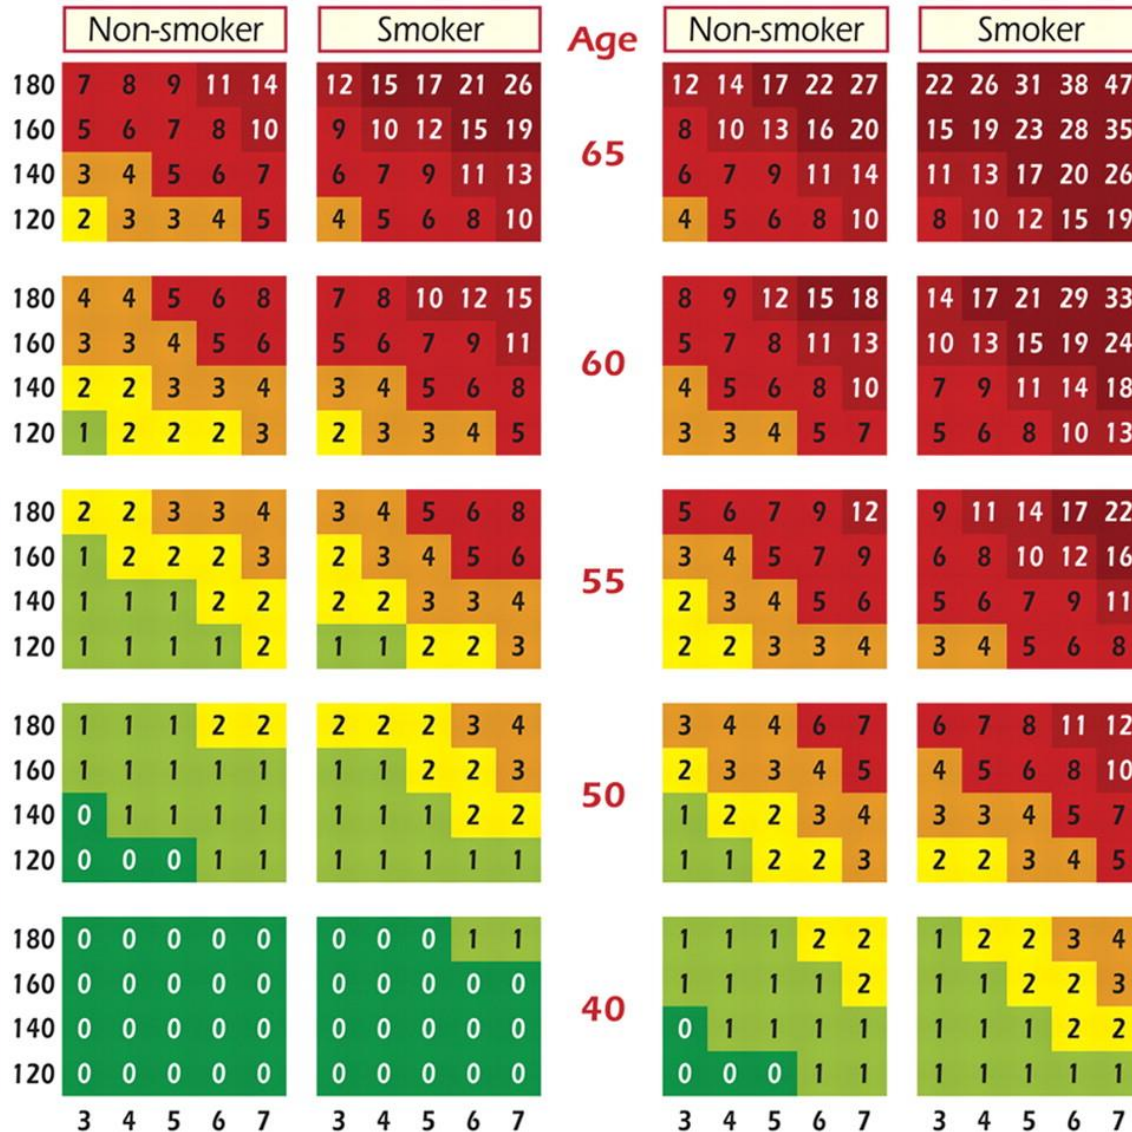 Non-smoker Smoker Age Non-smoker Smoker
180 7 8 9 11 14 12 15 17 21 26 12 14 17 22 27 22 26 31 38 47
160 5 6 7 8 10 9 10 12 15 19 8 10 13 16 20 15 19 23 28 35
65
140 3 4 5 6 7 6 7 9 11 13 6 7 9 11 14 11 13 17 20 26
120 2 3 3 4 5 4 5 6 8 10 4 5 6 8 10 8 10 12 15 19
180 4 4 5 6 8 7 8 10 12 15 8 9 12 15 18 14 17 21 29 33
160 3 3 4 5 6 5 6 7 9 11 5 7 8 11 13 10 13 15 19 24
60
140 2 2 3 3 4 3 4 5 6 8 4 5 6 8 10 7 9 11 14 18
120 1 2 2 2 3 2 3 3 4 5 3 3 4 5 7 5 6 8 10 13
180 2 2 3 3 4 3 4 5 6 8 5 6 7 9 12 9 11 14 17 22
160 1 2 2 2 3 2 3 4 5 6 3 4 5 7 9 6 8 10 12 16
55
140 1 1 1 2 2 2 2 3 3 4 2 3 4 5 6 5 6 7 9 11
120 1 1 1 1 2 1 1 2 2 3 2 2 3 3 4 3 4 5 6 8
180 1 1 1 2 2 2 2 2 3 4 3 4 4 6 7 6 7 8 11 12
160 1 1 1 1 1 1 1 2 2 3 2 3 3 4 5 4 5 6 8 10
50
140 0 1 1 1 1 1 1 1 2 2 1 2 2 3 4 3 3 4 5 7
120 0 0 0 1 1 1 1 1 1 1 1 1 2 2 3 2 2 3 4 5
180 0 0 0 0 0 0 0 0 1 1 1 1 1 2 2 1 2 2 3 4
160 0 0 0 0 0 0 0 0 0 0 1 1 1 1 2 1 1 2 2 3
40
140 0 0 0 0 0 0 0 0 0 0 0 1 1 1 1 1 1 1 2 2
120 0 0 0 0 0 0 0 0 0 0 0 0 0 1 1 1 1 1 1 1
3 4 5 6 7 3 4 5 6 7 3 4 5 6 7 3 4 5 6 7